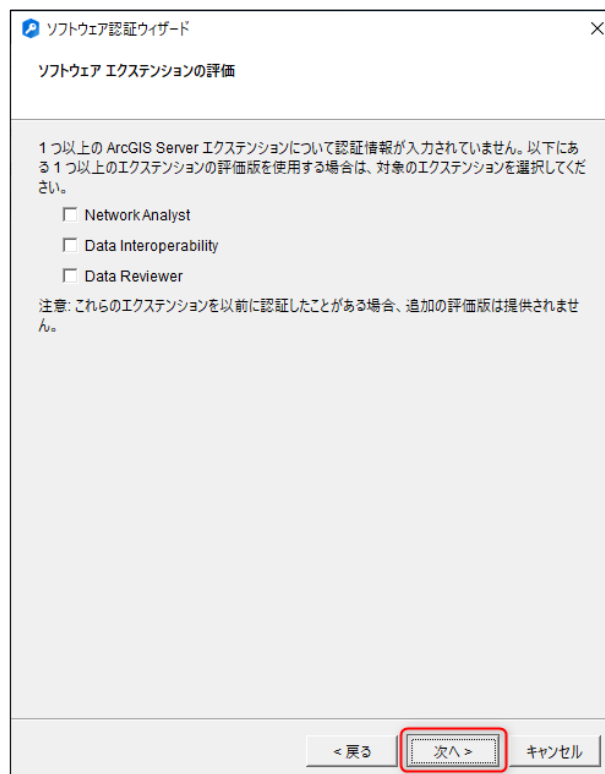 ソフトウェア認証ウィザード
ソフトウェア エクステンションの評価
1 つ以上の ArcGIS Server エクステンションについて認証情報が入力されていません。以下にあ
る 1 つ以上のエクステンションの評価版を使用する場合は、対象のエクステンションを選択してくだ
さい。
Network Analyst
Data Interoperability
Data Reviewer
注意: これらのエクステンションを以前に認証したことがある場合、追加の評価版は提供されませ
ん。
< 戻る 次へ > キャンセル